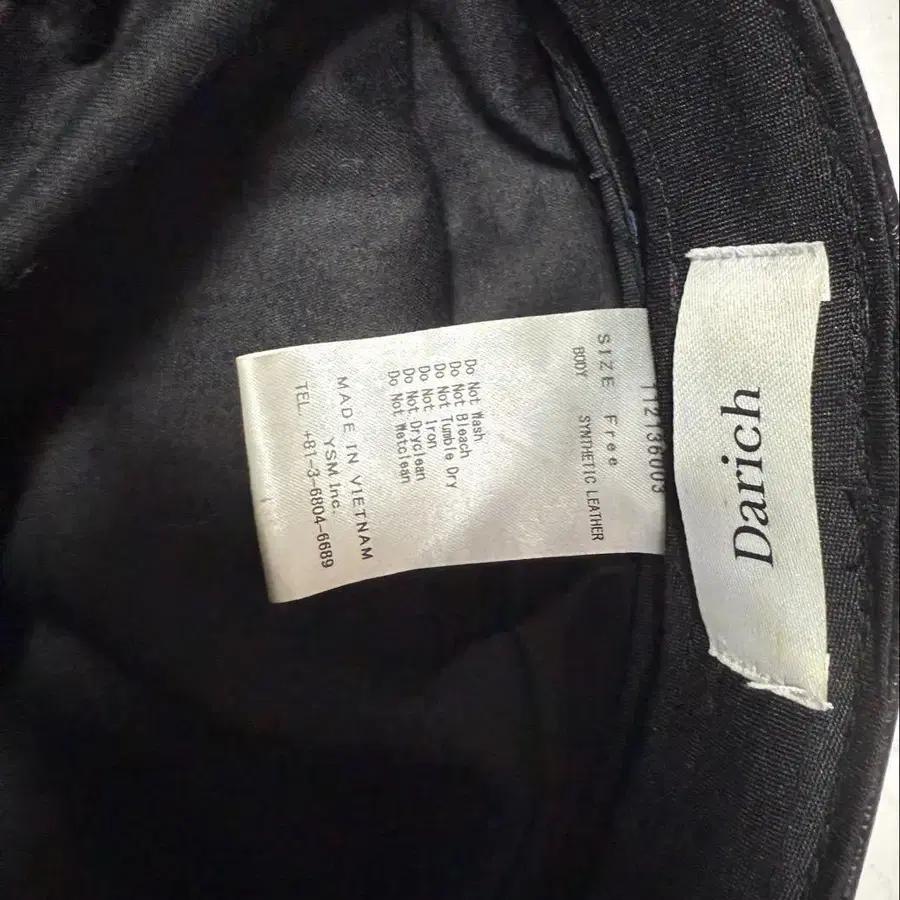 Darich
112136003
SIZE Free
BODY SYNTHETIC LEATHER
Do Not Wash
Do Not Bleach
Do Not Tumble Dry
Do Not Iron
Do Not Dryclean
Do Not Wetclean
MADE IN VIETNAM
YSM Inc.
TEL. +81-3-6804-6689